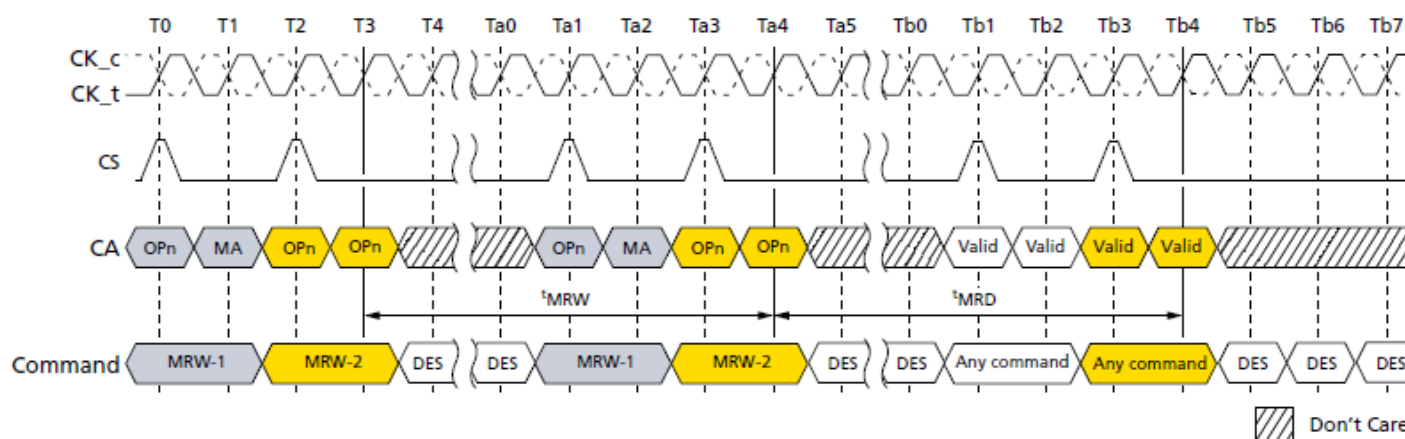 T0 T1 T2 T3 T4 Ta0 Ta1 Ta2 Ta3 Ta4 Ta5 Tb0 Tb1 Tb2 Tb3 Tb4 Tb5 Tb6 Tb7
CK_c
CK_t
CS
CA OPn MA OPn OPn OPn MA OPn OPn Valid Valid Valid Valid
tMRW tMRD
Command MRW-1 MRW-2 DES DES MRW-1 MRW-2 DES DES Any command Any command DES DES DES
Don't Care